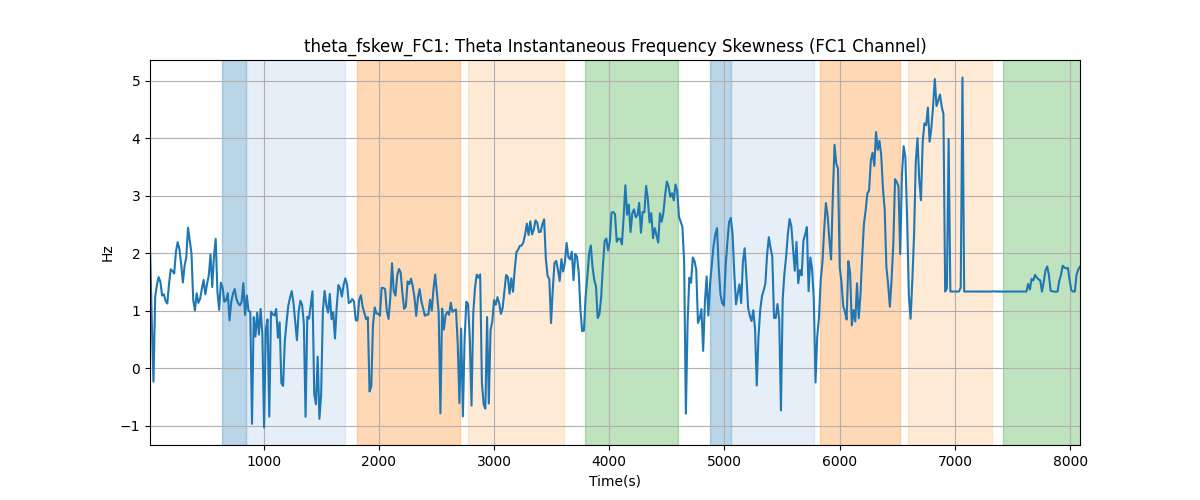 theta_fskew_FC1: Theta Instantaneous Frequency Skewness (FC1 Channel)
5
4
3
2
1
0
−1
Hz
1000 2000 3000 4000 5000 6000 7000 8000
Time(s)